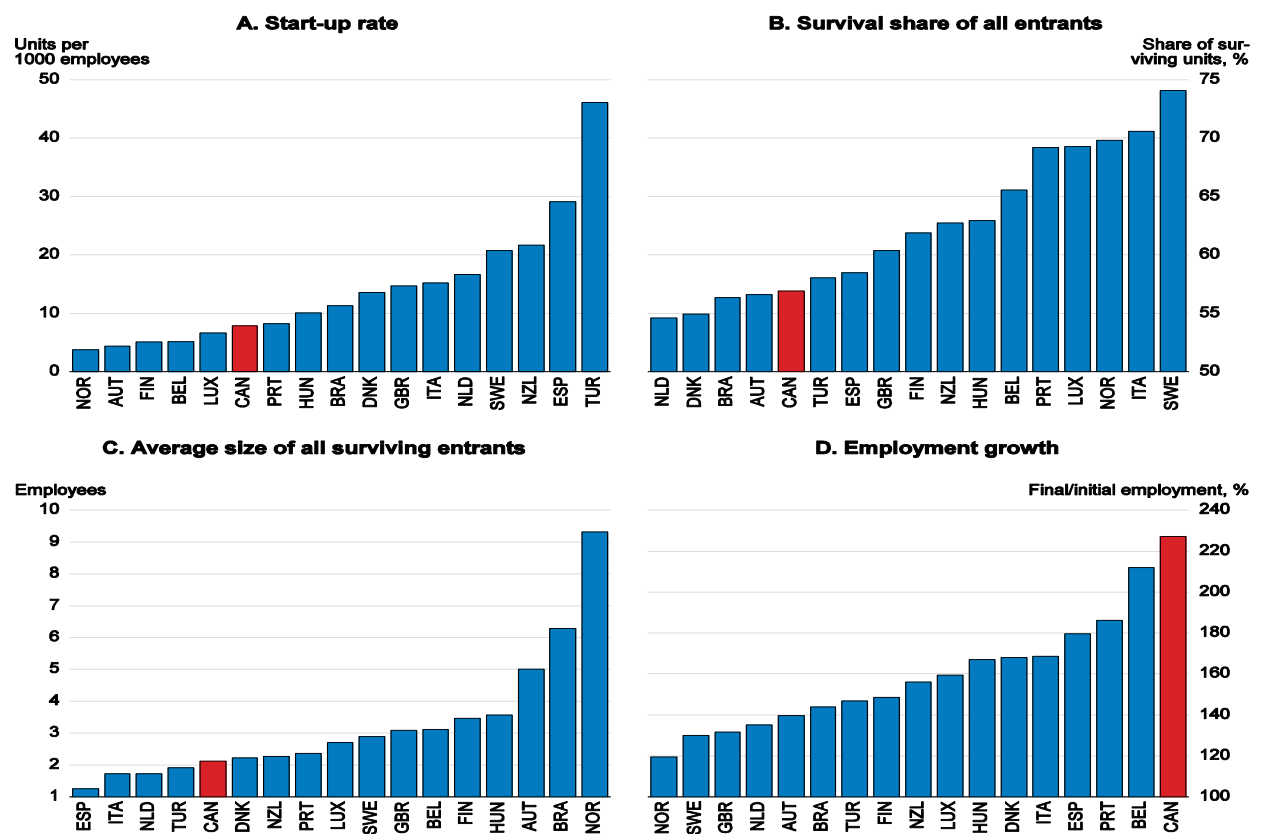 A. Start-up rate
Units per
1000 employees
50
40
30
20
10
0
NOR AUT FIN BEL LUX CAN PRT HUN BRA DNK GBR ITA NLD SWE NZL ESP TUR
B. Survival share of all entrants
Share of sur-
viving units, %
75
70
65
60
55
50
NLD DNK BRA AUT CAN TUR ESP GBR FIN NZL HUN BEL PRT LUX NOR ITA SWE
C. Average size of all surviving entrants
Employees
10
9
8
7
6
5
4
3
2
1
ESP ITA NLD TUR CAN DNK NZL PRT LUX SWE GBR BEL FIN HUN AUT BRA NOR
D. Employment growth
Final/initial employment, %
240
220
200
180
160
140
120
100
NOR SWE GBR NLD AUT BRA TUR FIN NZL LUX HUN DNK ITA ESP PRT BEL CAN